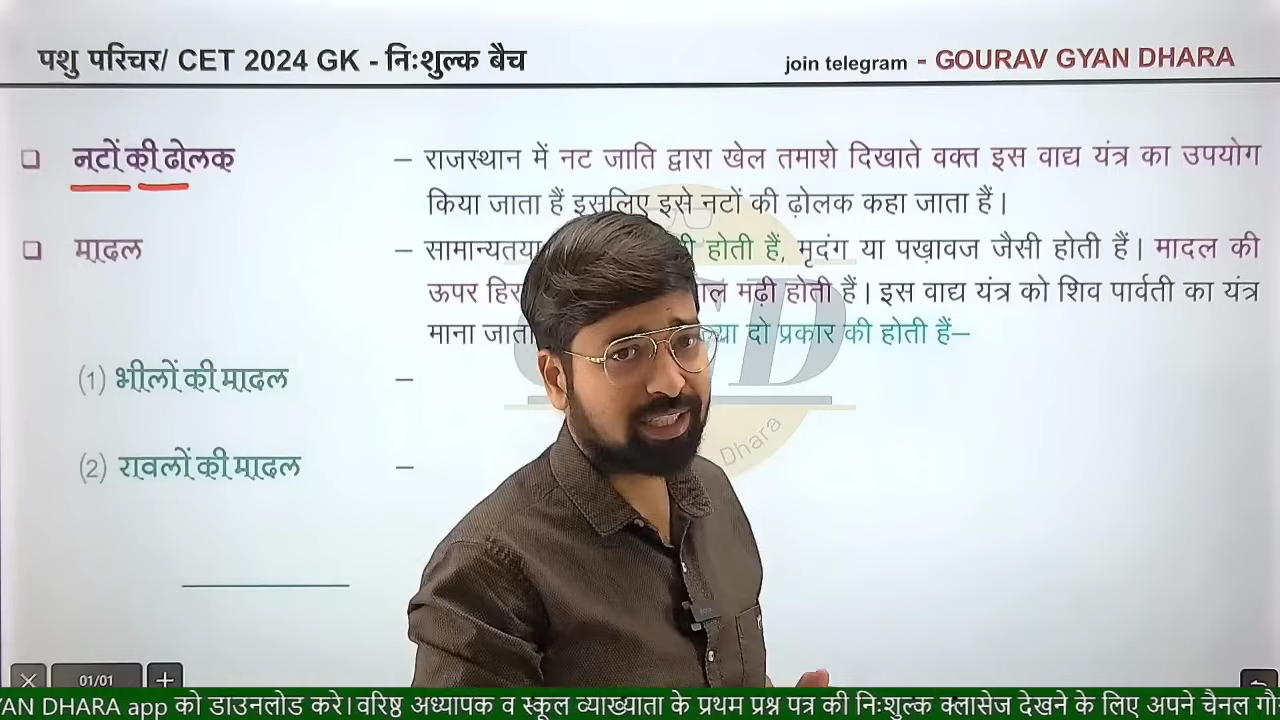 पशु परिचर/ CET 2024 GK - निःशुल्क बैच
join telegram - GOURAV GYAN DHARA
नटों की ढोलक – राजस्थान में नट जाति द्वारा खेल तमाशे दिखाते वक्त इस वाद्य यंत्र का उपयोग
किया जाता हैं इसलिए इसे नटों की ढ़ोलक कहा जाता हैं।
मादल – सामान्यतया होती हैं, मृदंग या पख़ावज जैसी होती हैं। मादल की
ऊपर मढ़ी होती हैं। इस वाद्य यंत्र को शिव पार्वती का यंत्र
माना दो प्रकार की होती हैं–
(1) भीलों की मादल –
(2) रावलों की मादल –
D
Dhara
01/01
DHARA app को डाउनलोड करे। वरिष्ठ अध्यापक व स्कूल व्याख्याता के प्रथम प्रश्न पत्र की निःशुल्क क्लासेज देखने के लिए अपने चैनल